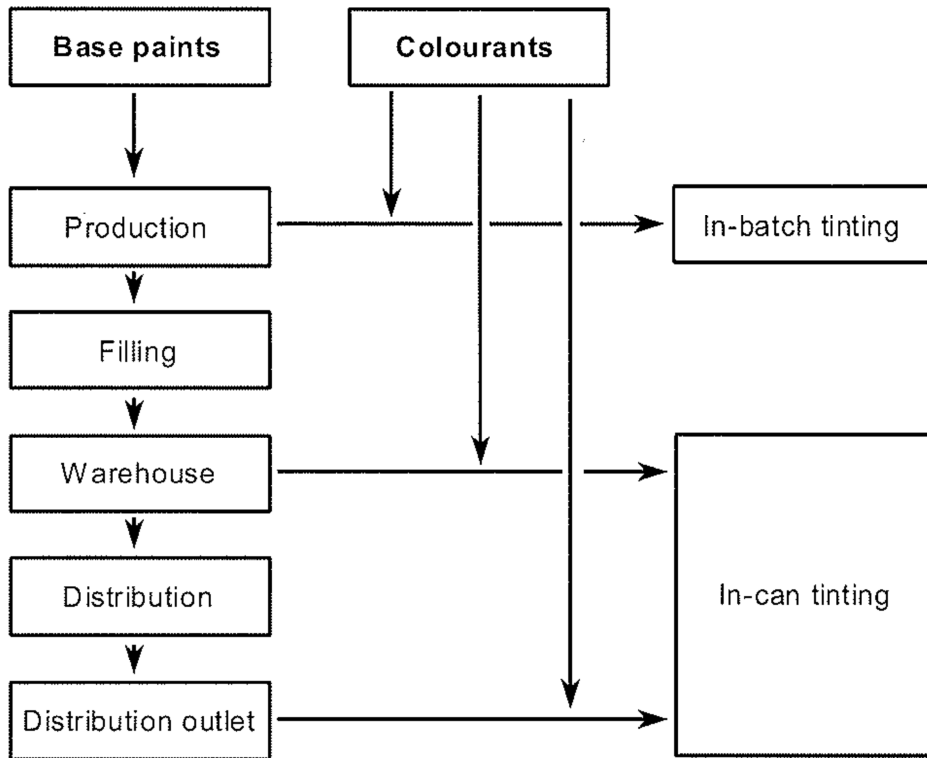 Base paints
Colourants
Production
In-batch tinting
Filling
Warehouse
In-can tinting
Distribution
Distribution outlet